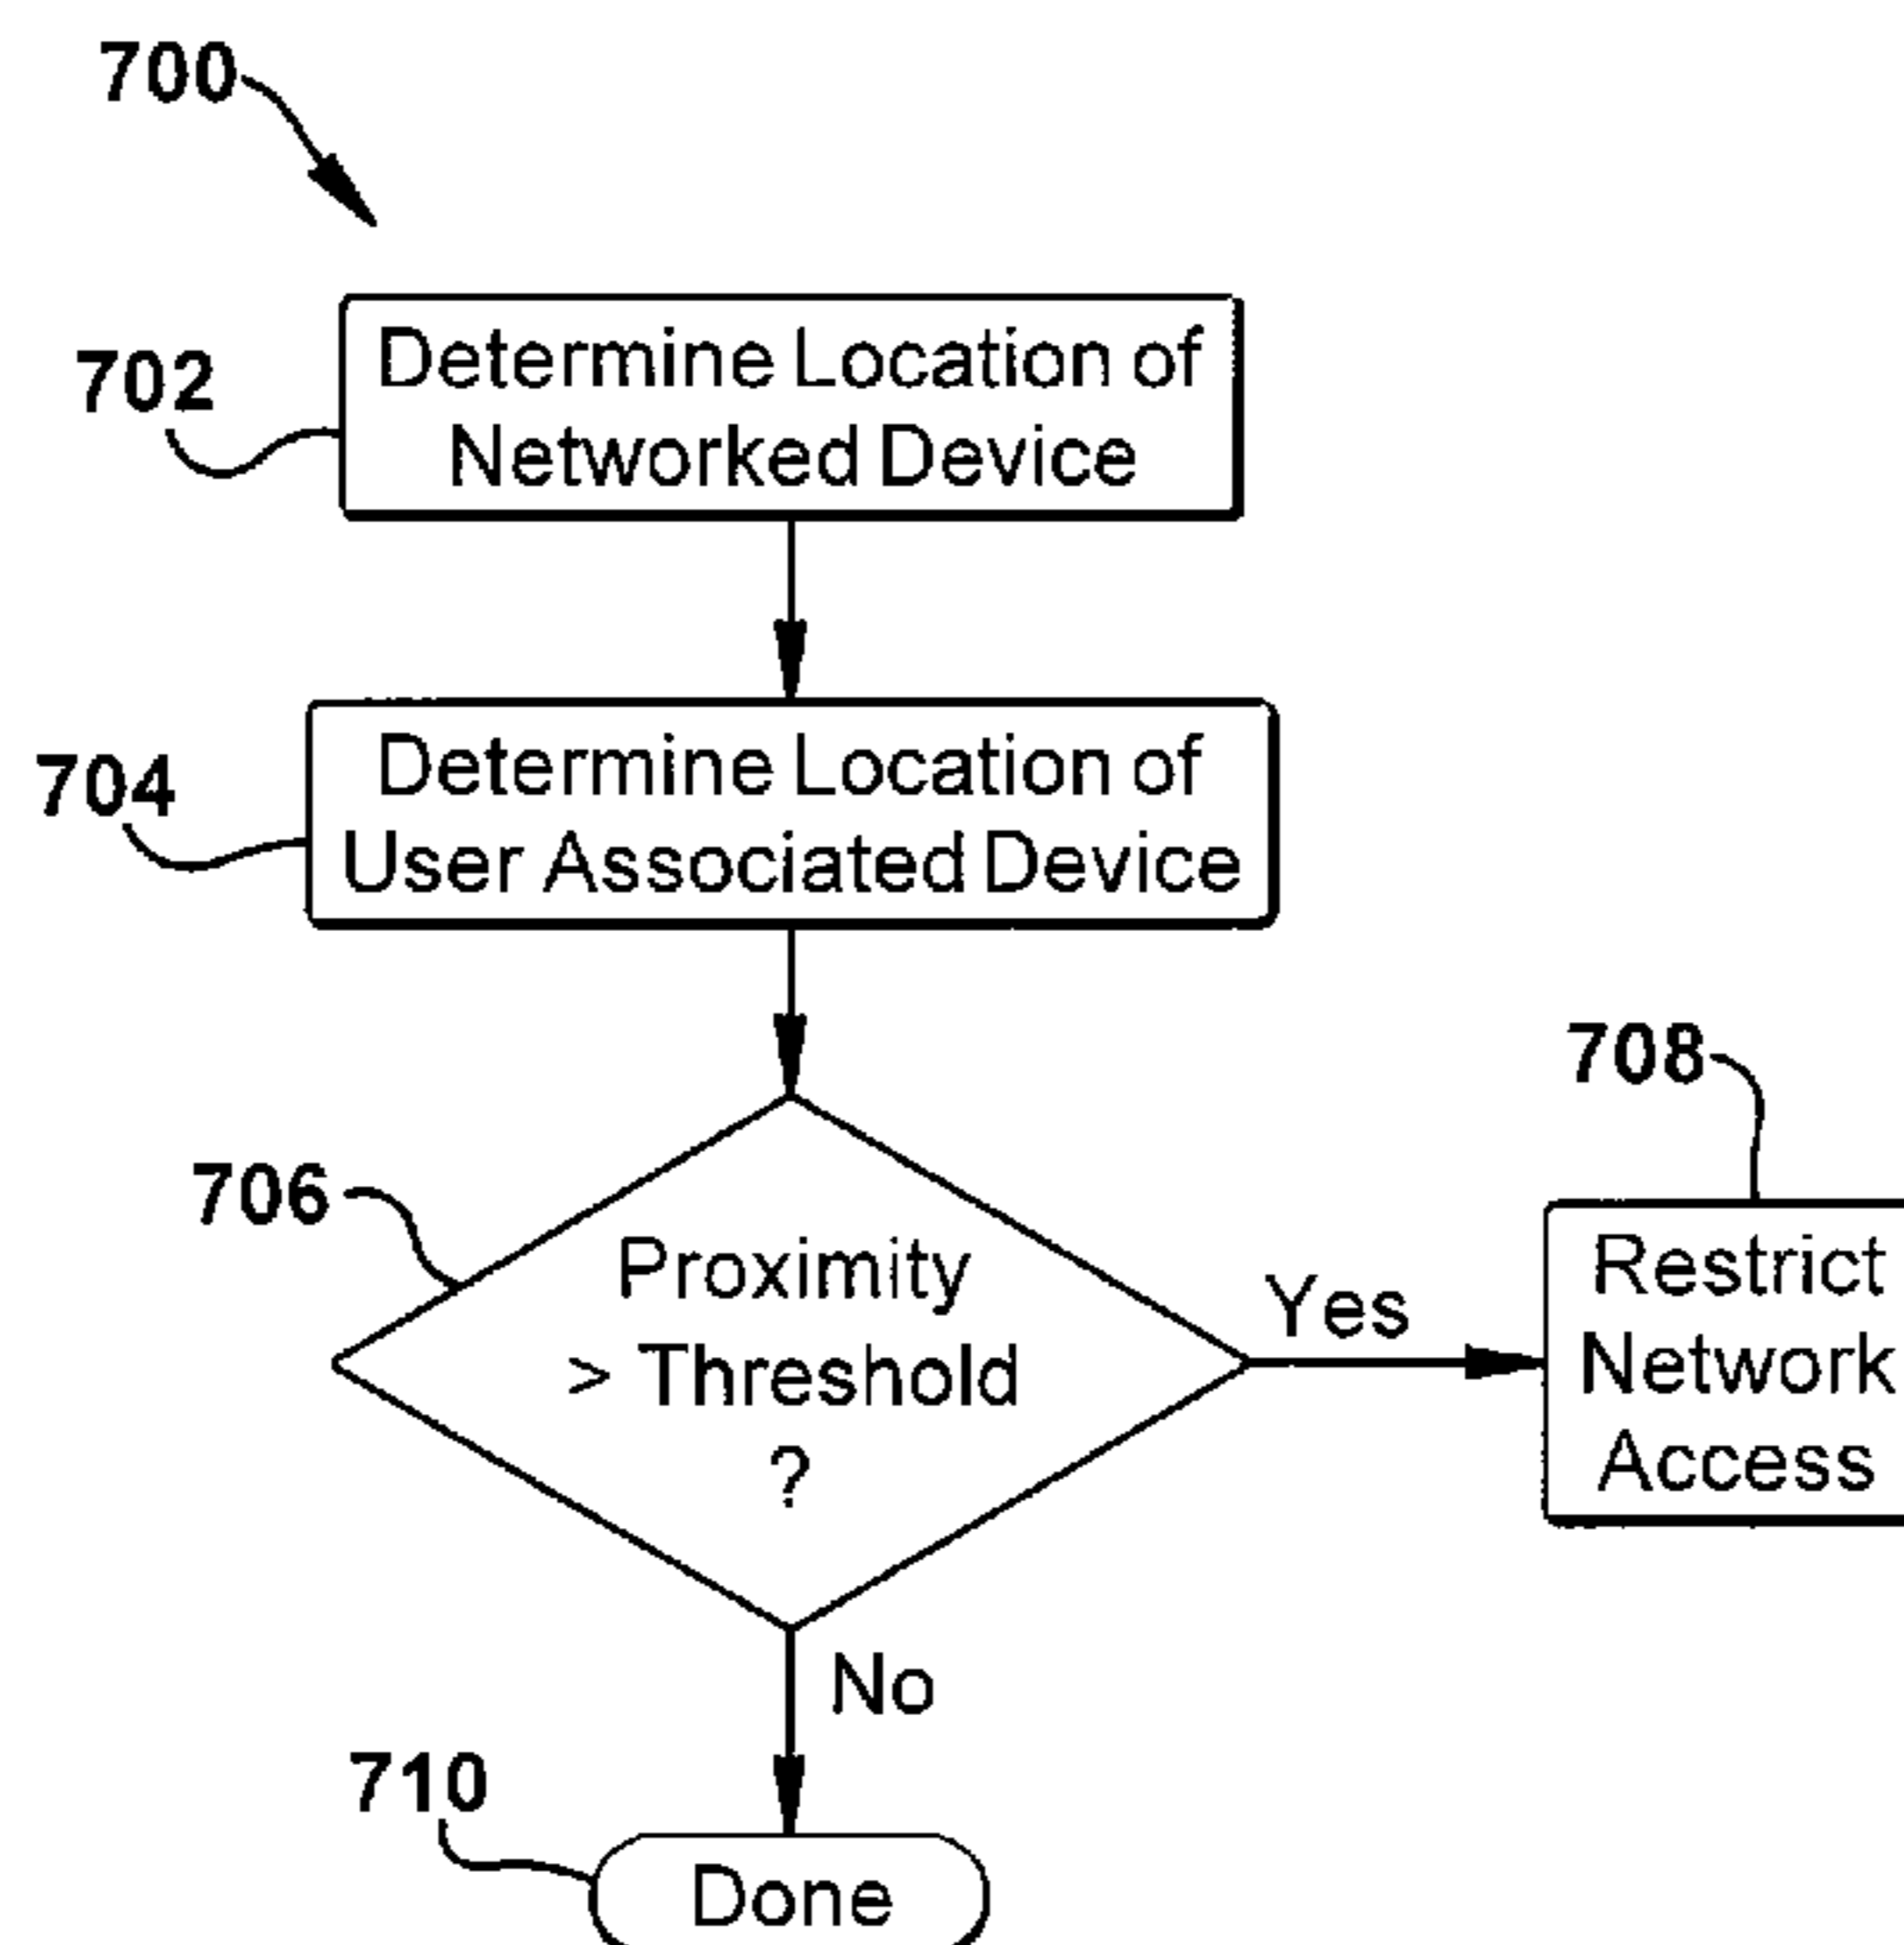 700
702
Determine Location of
Networked Device
704
Determine Location of
User Associated Device
706
Proximity
> Threshold
?
Yes
708
Restrict
Network
Access
No
710
Done